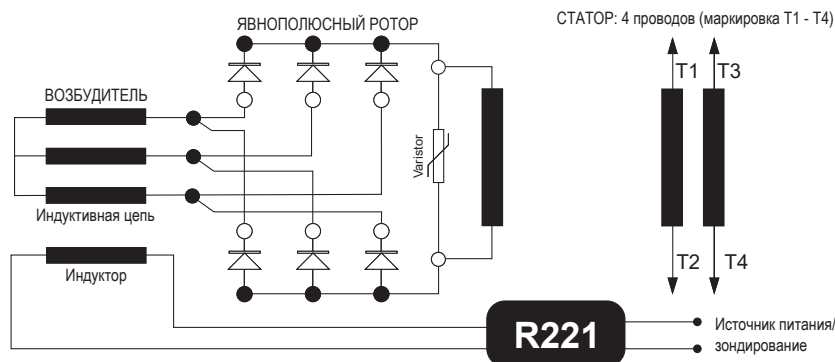 ЯВНОПОЛЮСНЫЙ РОТОР
СТАТОР: 4 проводов (маркировка T1 - T4)
T1
T3
ВОЗБУДИТЕЛЬ
Varistor
Индуктивная цепь
Индуктор
T2
T4
R221
Источник питания/
зондирование